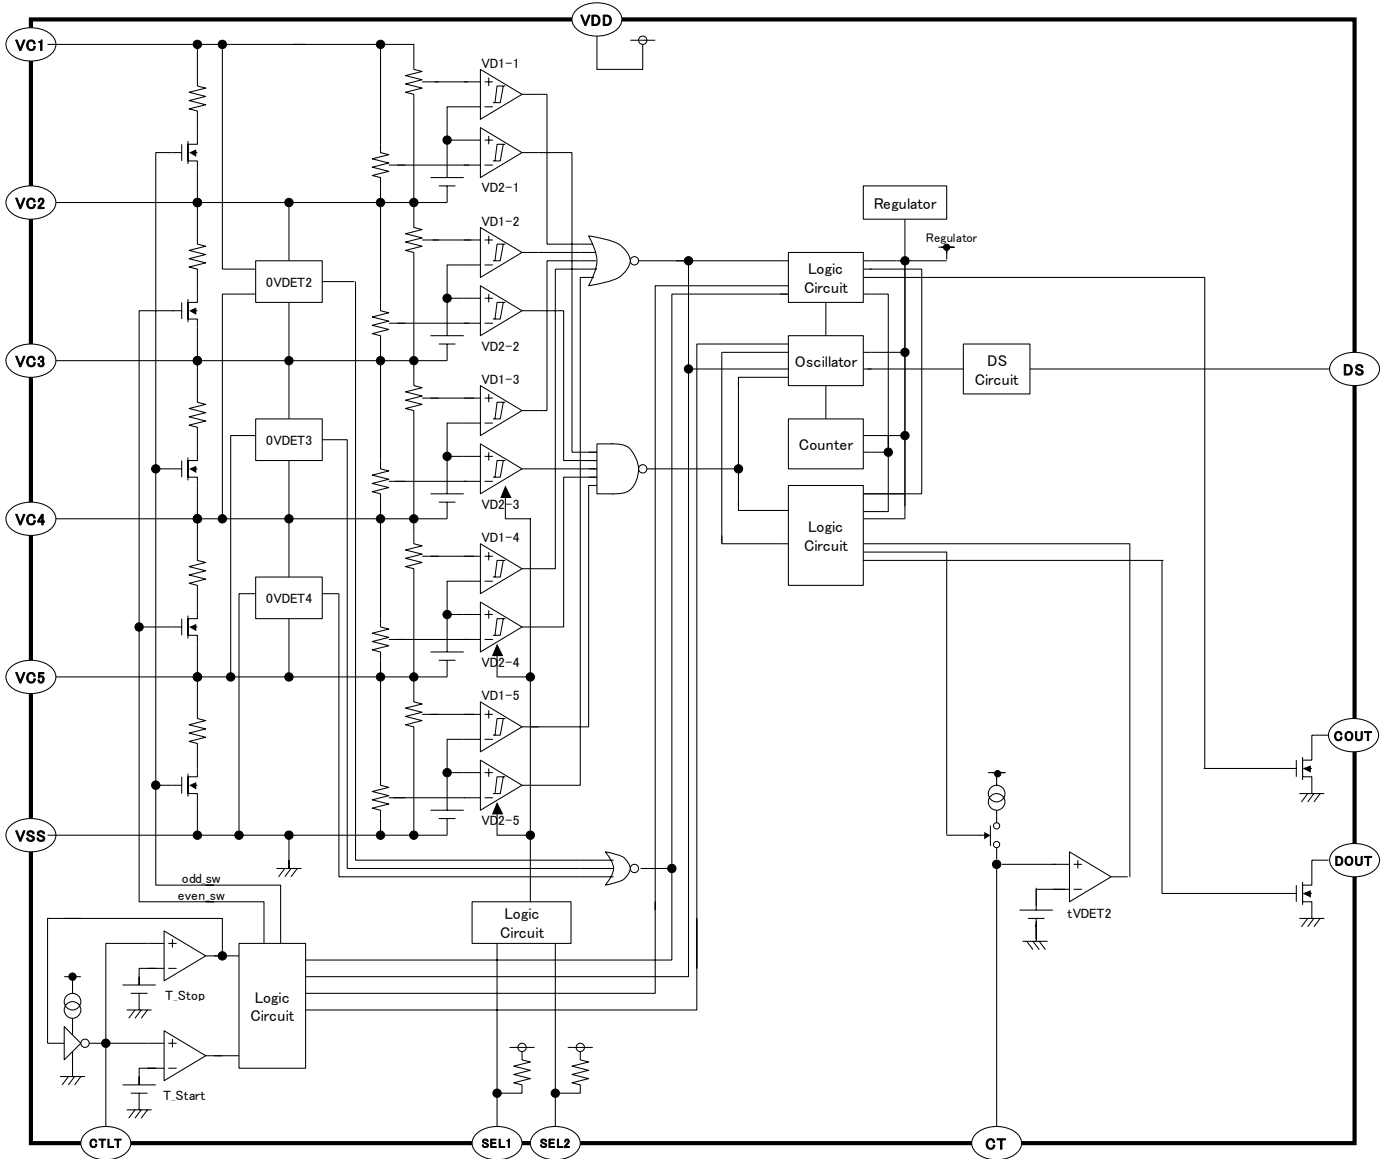 VDD
VC1
VD1-1
VD2-1
VC2
Regulator
VD1-2
Regulator
0VDET2
Logic
Circuit
VD2-2
VC3
Oscillator
DS
Circuit
DS
VD1-3
0VDET3
Counter
VD2-3
VC4
Logic
Circuit
VD1-4
0VDET4
VD2-4
VC5
VD1-5
COUT
VD2-5
VSS
DOUT
odd_sw
even_sw
Logic
Circuit
tVDET2
T_Stop
Logic
Circuit
T_Start
CTLT
SEL1
SEL2
CT